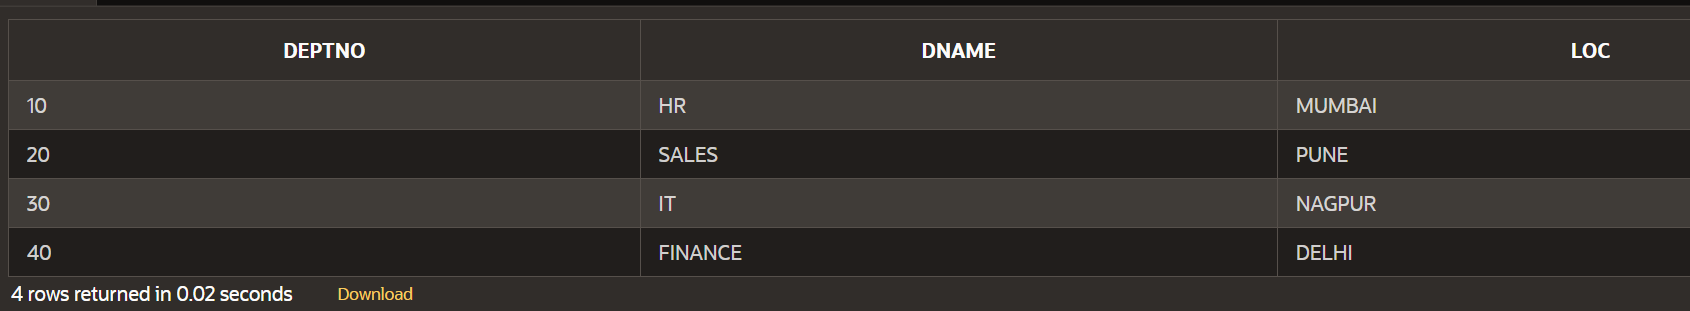 DEPTNO DNAME LOC
10 HR MUMBAI
20 SALES PUNE
30 IT NAGPUR
40 FINANCE DELHI
4 rows returned in 0.02 seconds Download